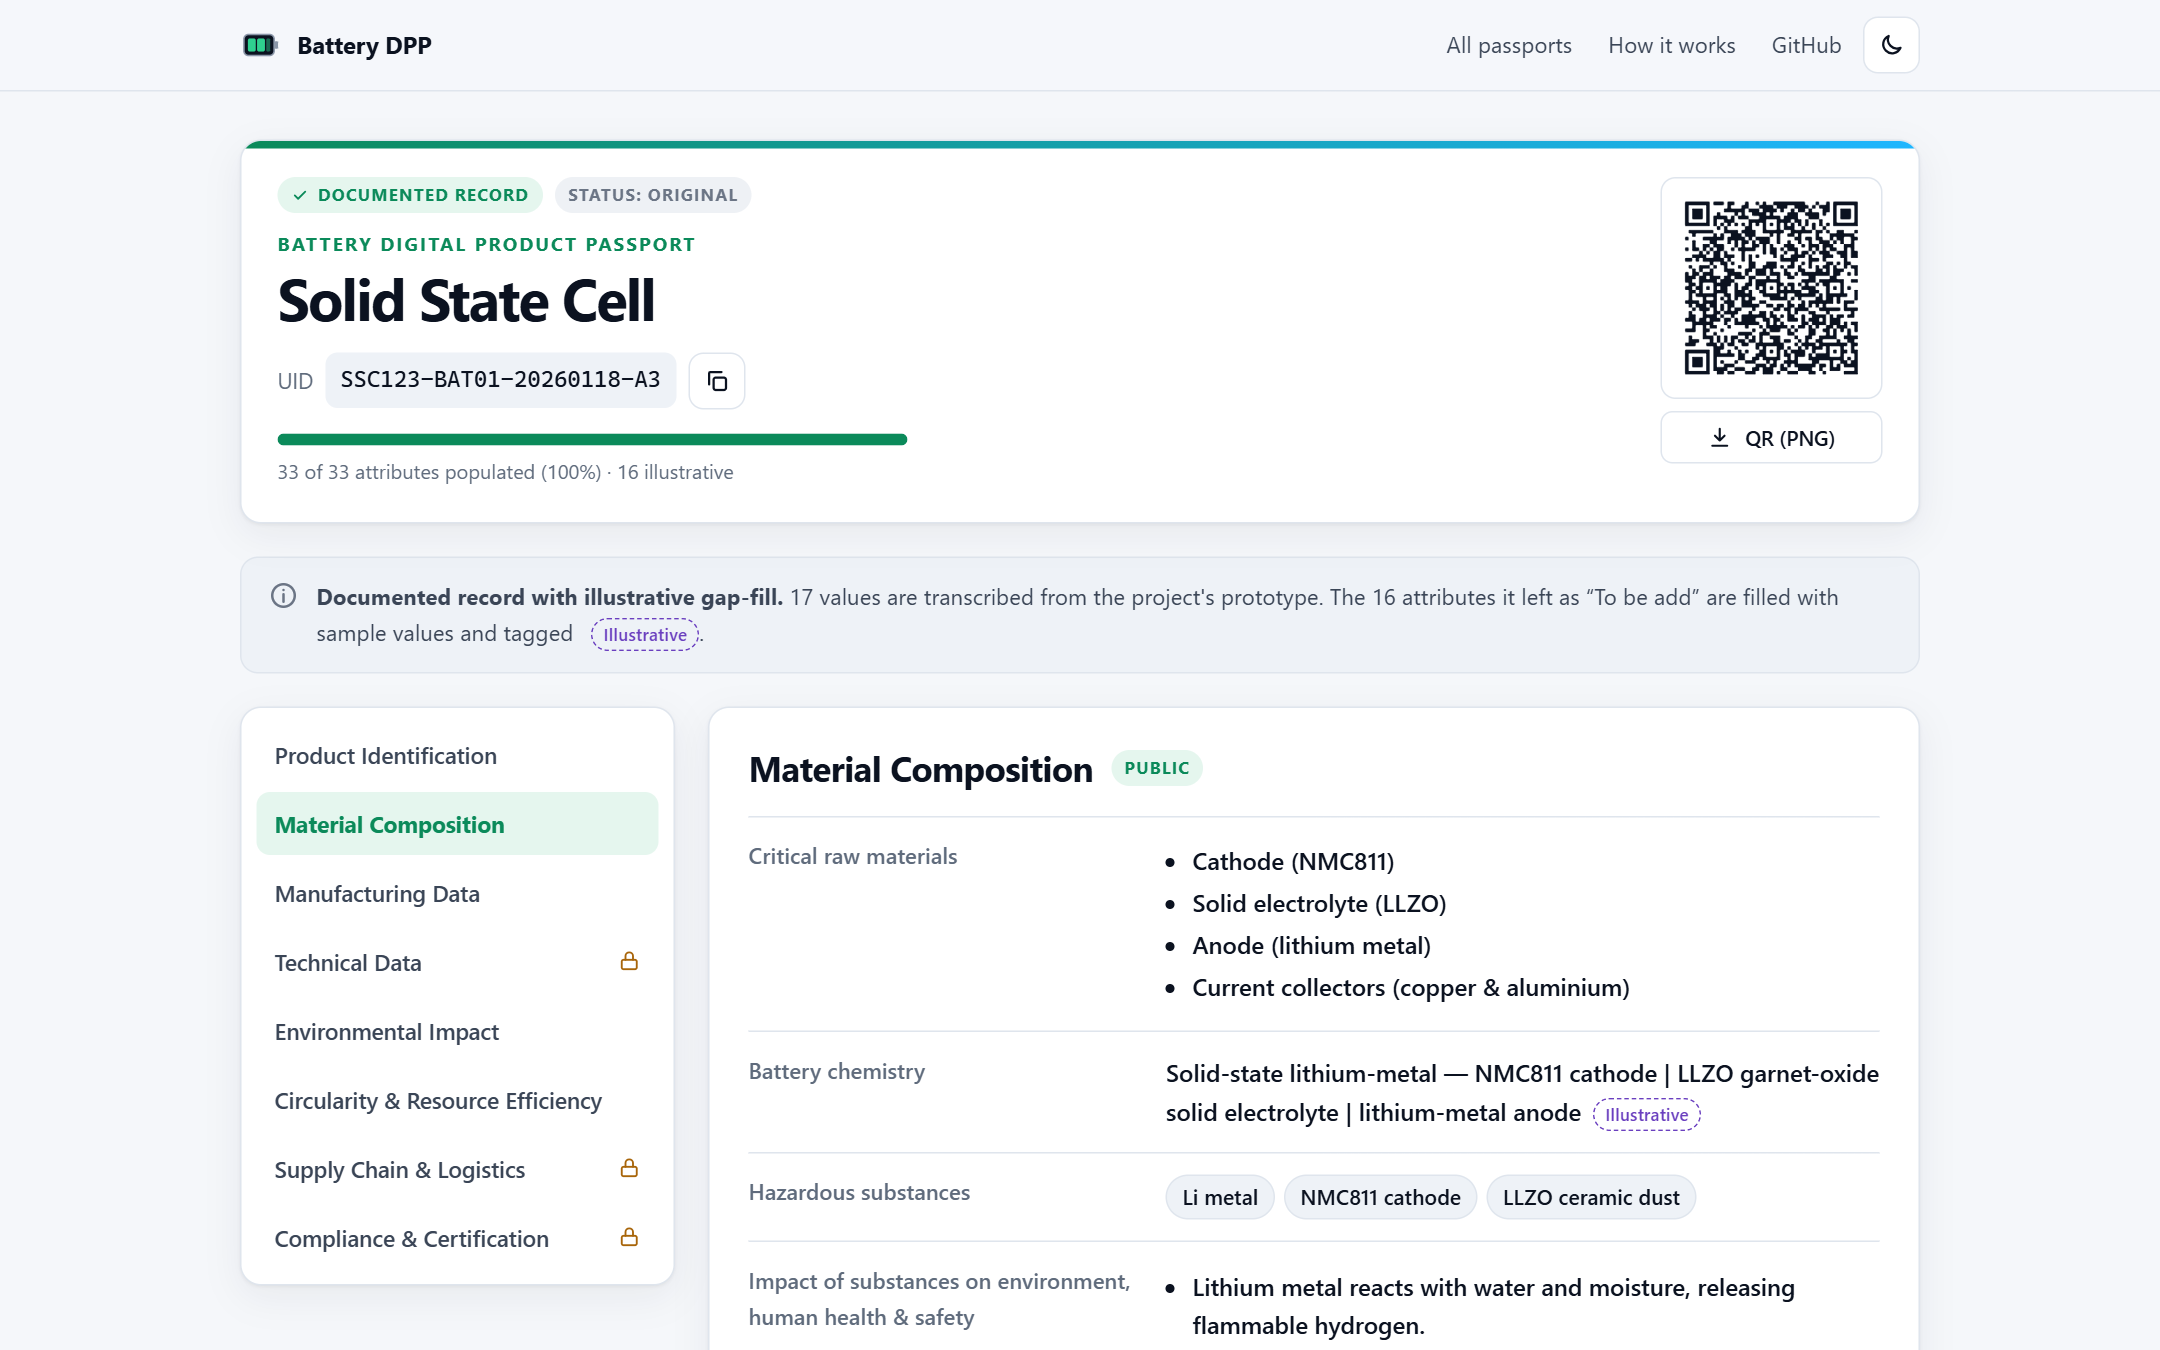 Battery DPP
All passports
How it works
GitHub
DOCUMENTED RECORD
STATUS: ORIGINAL
BATTERY DIGITAL PRODUCT PASSPORT
Solid State Cell
UID
SSC123-BAT01-20260118-A3
33 of 33 attributes populated (100%) · 16 illustrative
QR (PNG)
Documented record with illustrative gap-fill. 17 values are transcribed from the project's prototype. The 16 attributes it left as “To be add” are filled with
sample values and tagged Illustrative.
Product Identification
Material Composition
Manufacturing Data
Technical Data
Environmental Impact
Circularity & Resource Efficiency
Supply Chain & Logistics
Compliance & Certification
Material Composition
PUBLIC
Critical raw materials
• Cathode (NMC811)
• Solid electrolyte (LLZO)
• Anode (lithium metal)
• Current collectors (copper & aluminium)
Battery chemistry
Solid-state lithium-metal — NMC811 cathode | LLZO garnet-oxide
solid electrolyte | lithium-metal anode Illustrative
Hazardous substances
Li metal
NMC811 cathode
LLZO ceramic dust
Impact of substances on environment,
human health & safety
• Lithium metal reacts with water and moisture, releasing
flammable hydrogen.